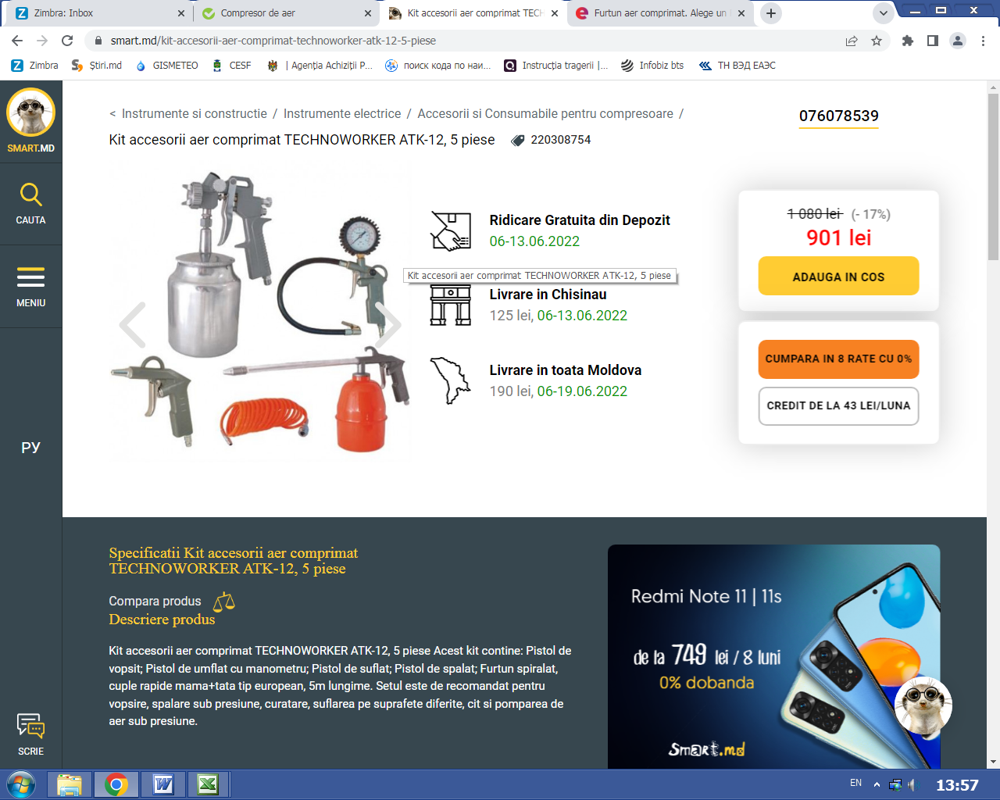 Zimbra: Inbox
Compresor de aer
Kit accesorii aer comprimat TECH
Furtun aer comprimat. Alege un
smart.md/kit-accesorii-aer-comprimat-technoworker-atk-12-5-piese
Zimbra
Știri.md
GISMETEO
CESF
| Agenția Achiziții P...
поиск кода по наи...
Instrucția tragerii |...
Infobiz bts
ТН ВЭД ЕАЭС
SMART.MD
CAUTA
MENIU
РУ
SCRIE
< Instrumente si constructie / Instrumente electrice / Accesorii si Consumabile pentru compresoare /
076078539
Kit accesorii aer comprimat TECHNOWORKER ATK-12, 5 piese 220308754
Ridicare Gratuita din Depozit
06-13.06.2022
Kit accesorii aer comprimat TECHNOWORKER ATK-12, 5 piese
Livrare in Chisinau
125 lei, 06-13.06.2022
Livrare in toata Moldova
190 lei, 06-19.06.2022
1 080 lei (- 17%)
901 lei
ADAUGA IN COS
CUMPARA IN 8 RATE CU 0%
CREDIT DE LA 43 LEI/LUNA
Specificatii Kit accesorii aer comprimat
TECHNOWORKER ATK-12, 5 piese
Compara produs
Descriere produs
Kit accesorii aer comprimat TECHNOWORKER ATK-12, 5 piese Acest kit contine: Pistol de
vopsit; Pistol de umflat cu manometru; Pistol de suflat; Pistol de spalat; Furtun spiralat,
cuple rapide mama+tata tip european, 5m lungime. Setul este de recomandat pentru
vopsire, spalare sub presiune, curatare, suflarea pe suprafete diferite, cit si pomparea de
aer sub presiune.
Redmi Note 11 | 11s
de la 749 lei / 8 luni
0% dobanda
Smart.md
EN
13:57